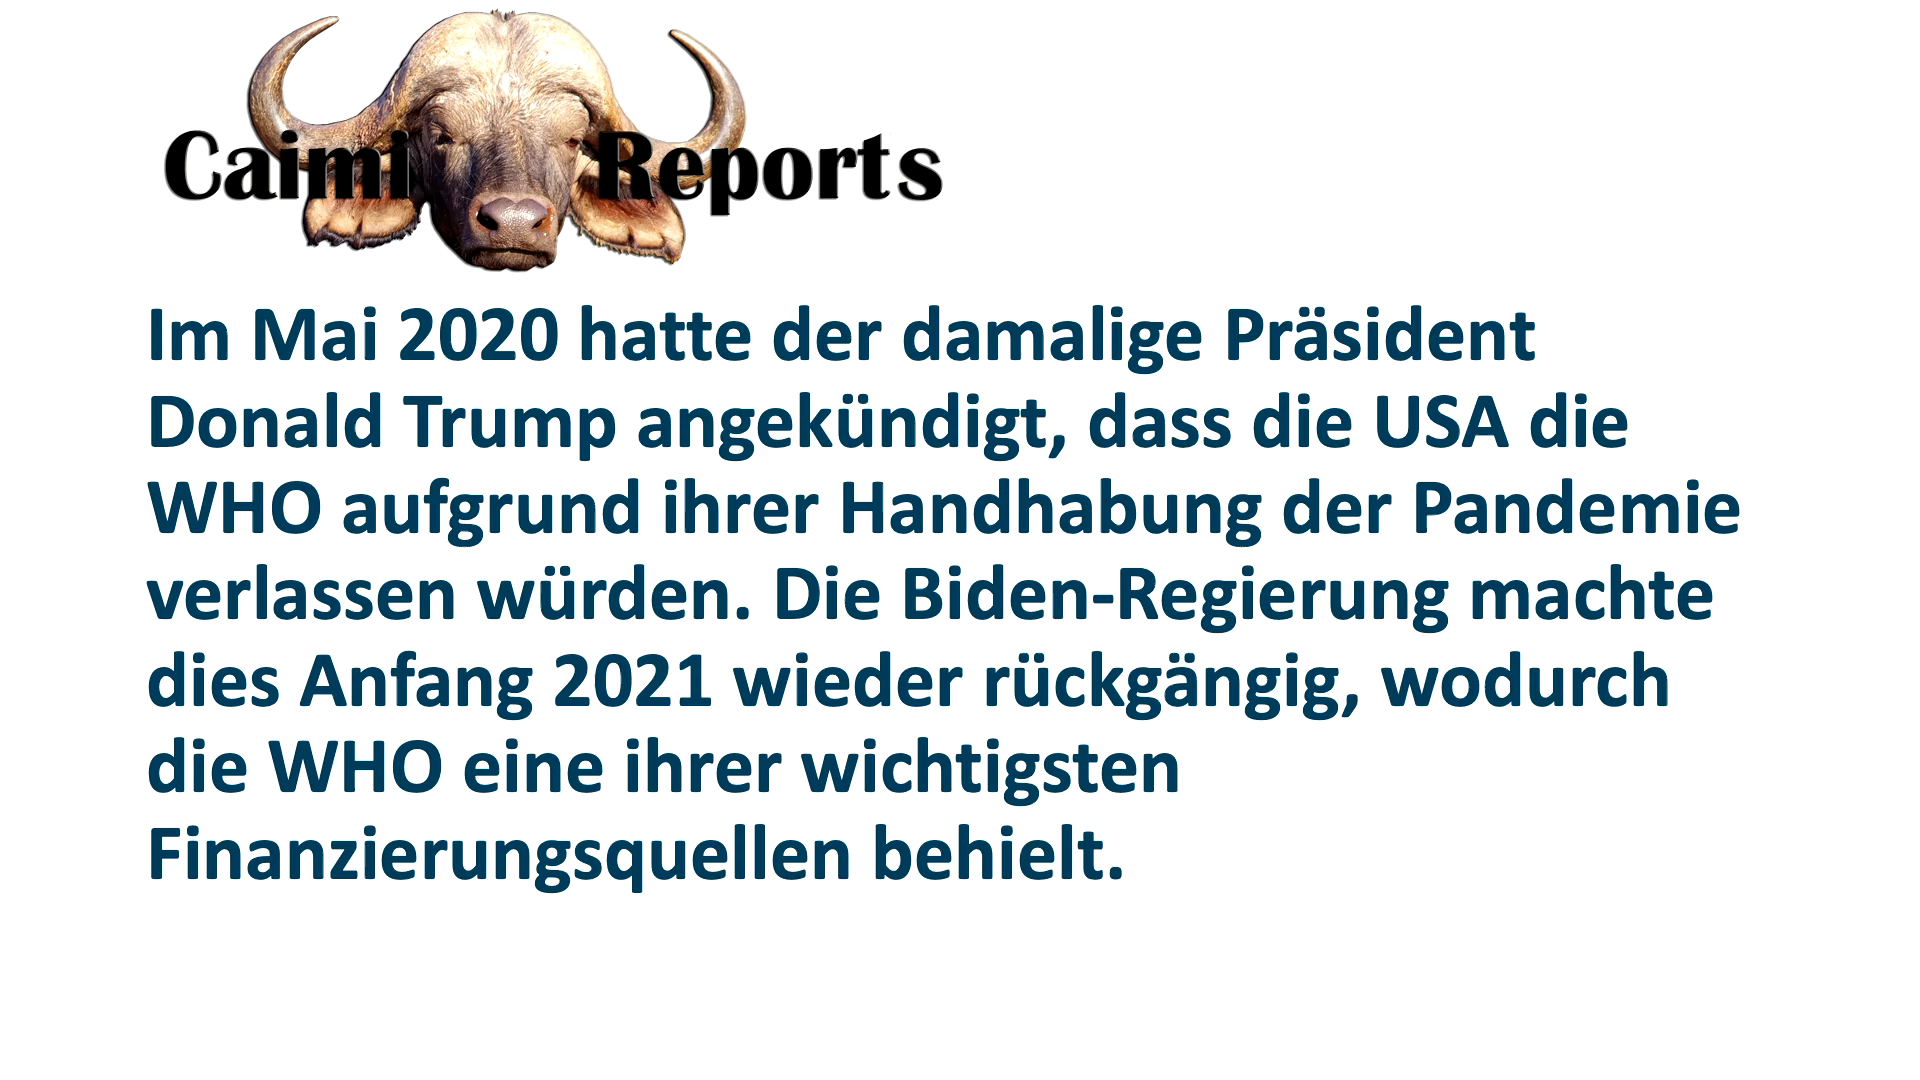 Caimi Reports
Im Mai 2020 hatte der damalige Präsident
Donald Trump angekündigt, dass die USA die
WHO aufgrund ihrer Handhabung der Pandemie
verlassen würden. Die Biden-Regierung machte
dies Anfang 2021 wieder rückgängig, wodurch
die WHO eine ihrer wichtigsten
Finanzierungsquellen behielt.